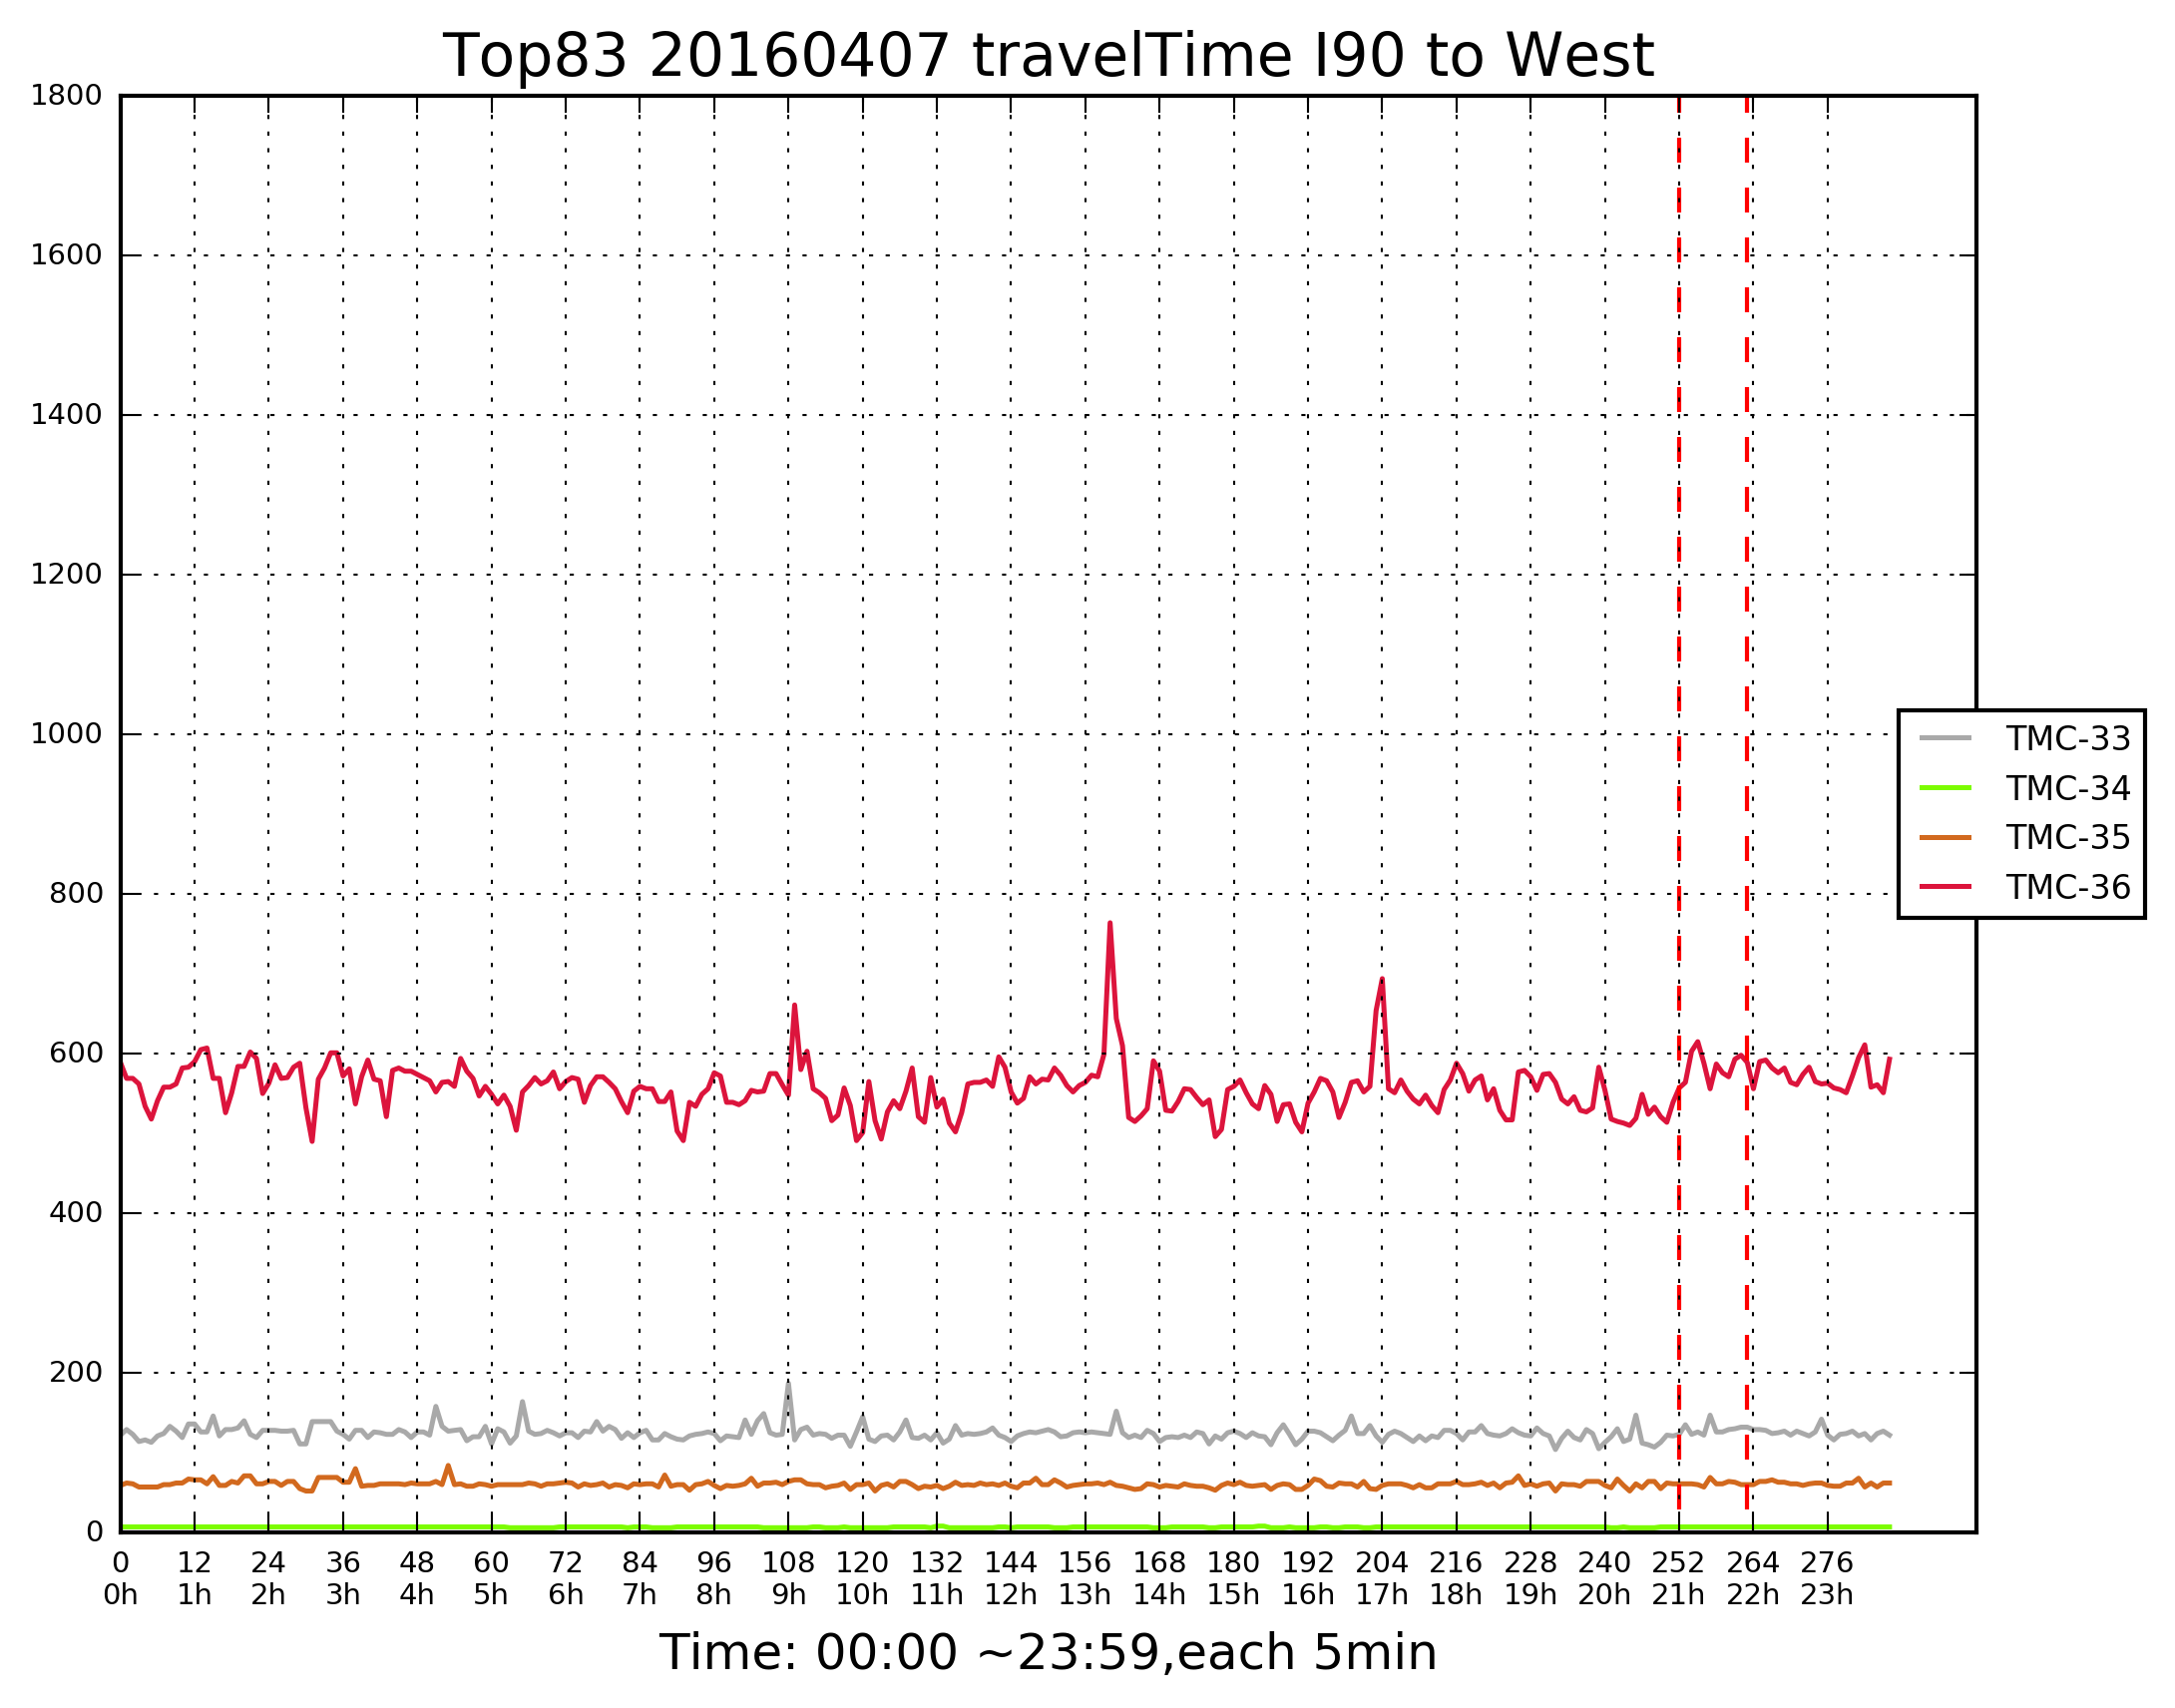 Top83 20160407 travelTime I90 to West
1800
1600
1400
1200
1000
800
600
400
200
0
TMC-33
TMC-34
TMC-35
TMC-36
0 12 24 36 48 60 72 84 96 108 120 132 144 156 168 180 192 204 216 228 240 252 264 276
0h 1h 2h 3h 4h 5h 6h 7h 8h 9h 10h 11h 12h 13h 14h 15h 16h 17h 18h 19h 20h 21h 22h 23h
Time: 00:00 ~23:59,each 5min